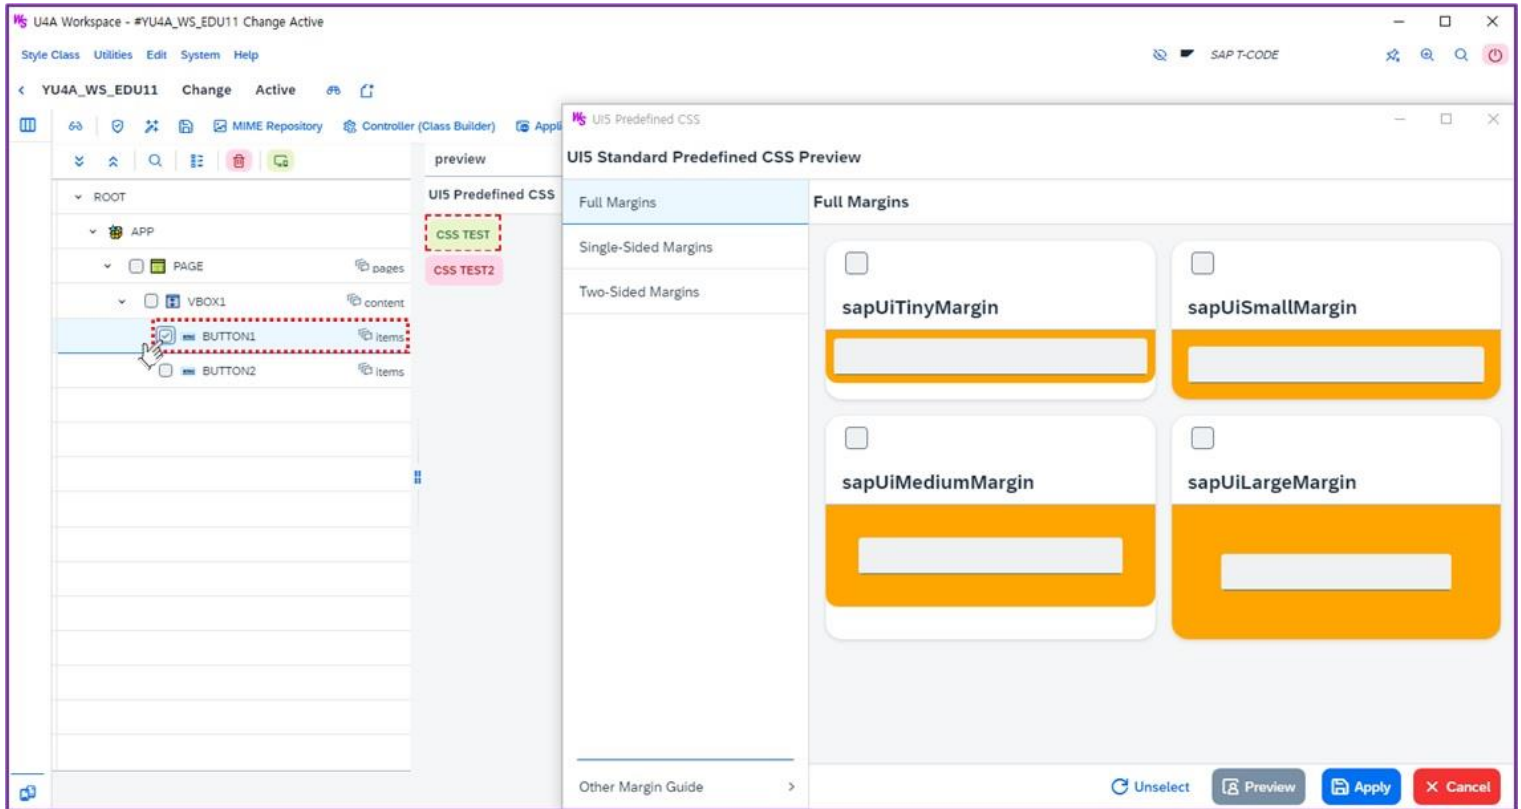 U4A Workspace - #YU4A_WS_EDU11 Change Active
Style Class Utilities Edit System Help
SAP T-CODE
YU4A_WS_EDU11 Change Active
MIME Repository Controller (Class Builder) Appli
preview
ROOT
APP
PAGE pages
VBOX1 content
BUTTON1 items
BUTTON2 items
UI5 Predefined CSS
CSS TEST
CSS TEST2
UI5 Predefined CSS
UI5 Standard Predefined CSS Preview
Full Margins
Single-Sided Margins
Two-Sided Margins
Full Margins
sapUiTinyMargin
sapUiSmallMargin
sapUiMediumMargin
sapUiLargeMargin
Other Margin Guide
Unselect Preview Apply Cancel